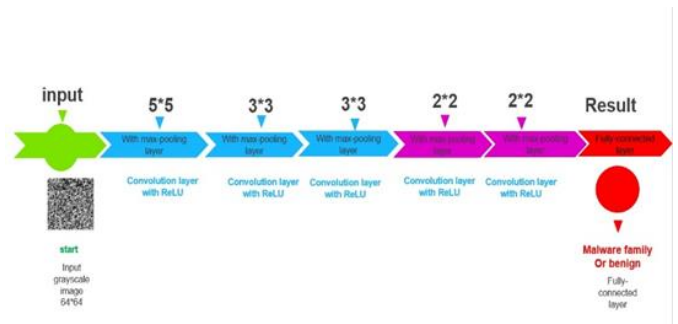 input
5*5
3*3
3*3
2*2
2*2
Result
With max-pooling
layer
With max-pooling
layer
With max-pooling
layer
With max-pooling
layer
With max-pooling
layer
Fully-connected
layer
Convolution layer
with ReLU
Convolution layer
with ReLU
Convolution layer
with ReLU
Convolution layer
with ReLU
Convolution layer
with ReLU
start
Input
grayscale
image
64*64
Malware family
Or benign
Fully-
connected
layer